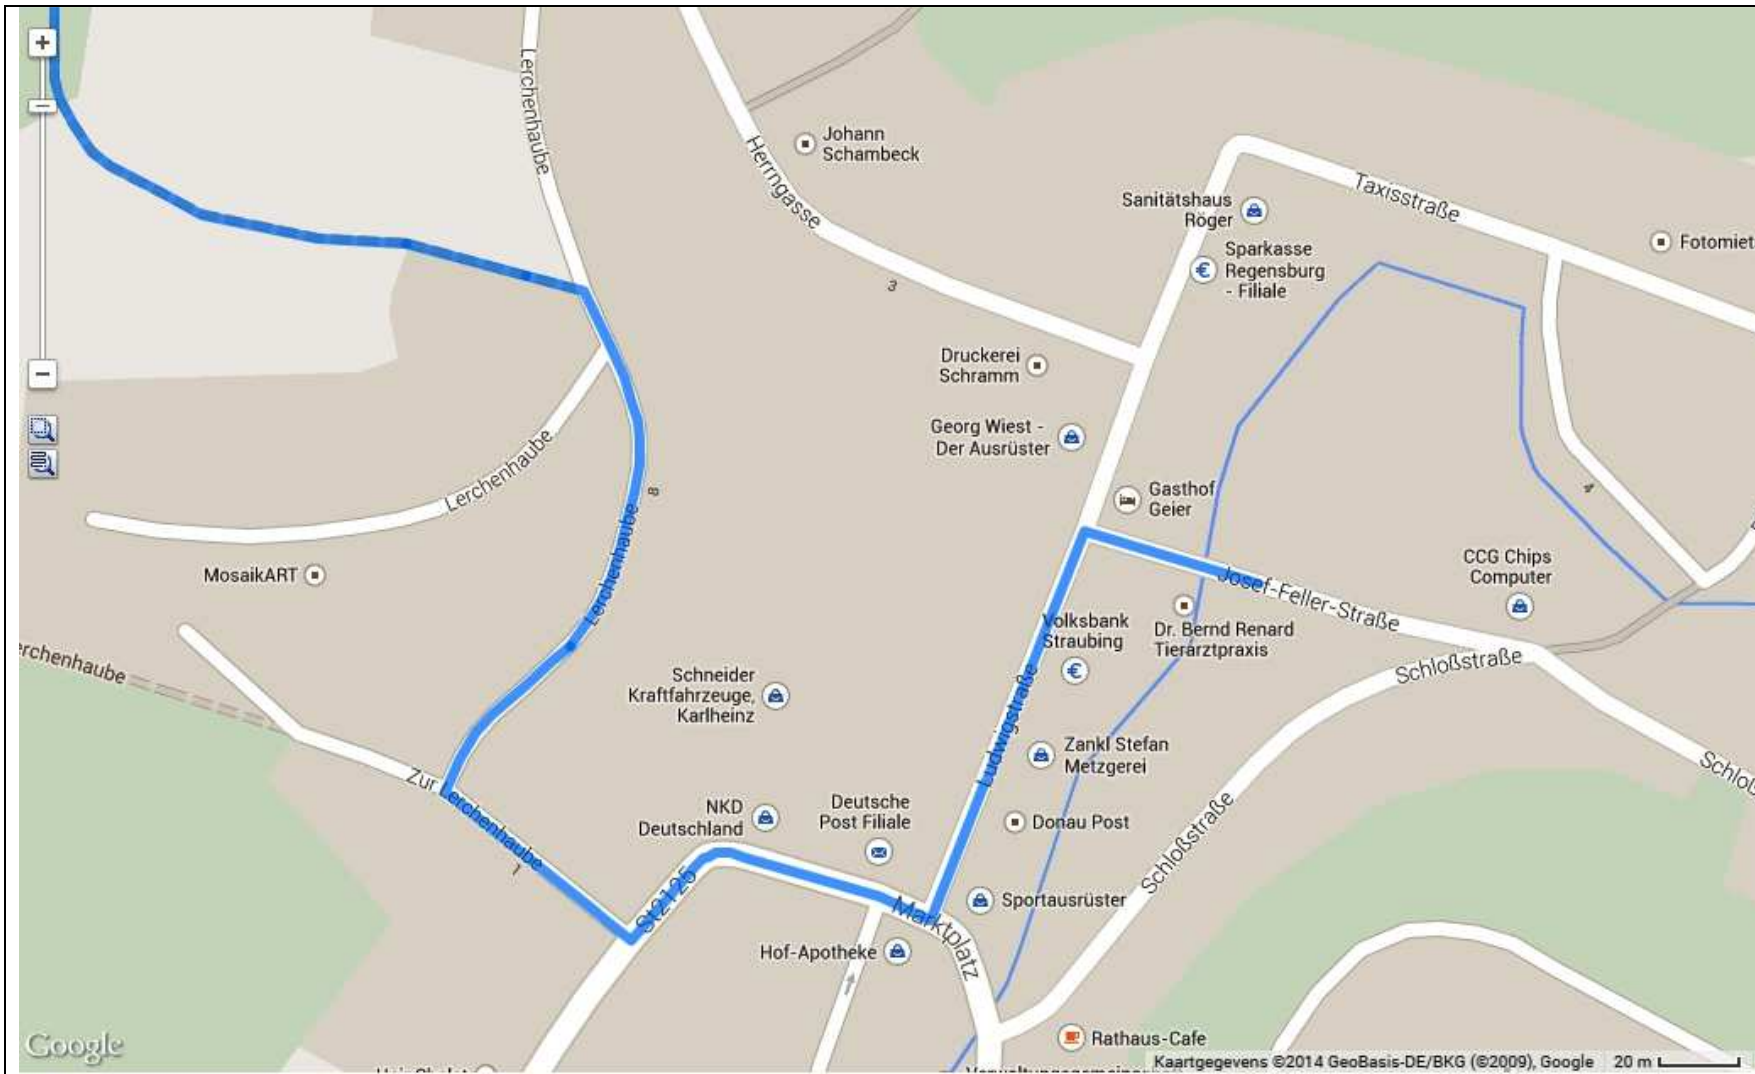 Lerchenhaube
Johann
Schambeck
Herrngasse
Taxisstraße
Sanitätshaus
Röger
Sparkasse
Regensburg
- Filiale
Fotomiet
3
Druckerei
Schramm
Georg Wiest -
Der Ausrüster
Lerchenhaube
8
Gasthof
Geier
4
Lerchenhaube
MosaikART
CCG Chips
Computer
Josef-Feller-Straße
Volksbank
Straubing
Dr. Bernd Renard
Tierarztpraxis
erchenhaube
Schloßstraße
Schneider
Kraftfahrzeuge,
Karlheinz
Ludwigstraße
Zankl Stefan
Metzgerei
Schloß
Zur Lerchenhaube
NKD
Deutschland
Deutsche
Post Filiale
Donau Post
Schloßstraße
St2125
Marktplatz
Sportausrüster
Hof-Apotheke
Google
Rathaus-Cafe
Kaartgegevens ©2014 GeoBasis-DE/BKG (©2009), Google 20 m